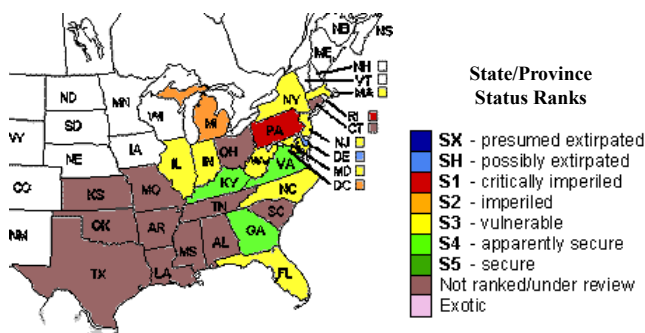 NB
NS
ME
NH
VT
MA
ND
MN
WI
NY
SD
MI
RI
CT
WY
IA
PA
NE
IL
IN
OH
NJ
DE
MD
DC
WV
VA
CO
KS
MO
KY
NC
TN
OK
AR
SC
NM
MS
AL
GA
TX
LA
FL
State/Province
Status Ranks
SX - presumed extirpated
SH - possibly extirpated
S1 - critically imperiled
S2 - imperiled
S3 - vulnerable
S4 - apparently secure
S5 - secure
Not ranked/under review
Exotic